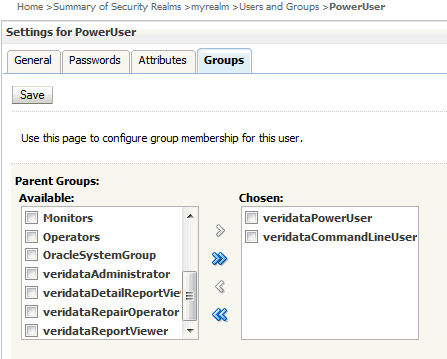 Home >Summary of Security Realms >myrealm >Users and Groups >PowerUser
Settings for PowerUser
General Passwords Attributes Groups
Save
Use this page to configure group membership for this user.
Parent Groups:
Available:
Monitors
Operators
OracleSystemGroup
veridataAdministrator
veridataDetailReportVie
veridataRepairOperator
veridataReportViewer
Chosen:
veridataPowerUser
veridataCommandLineUser